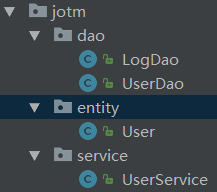 jotm
dao
C LogDao
C UserDao
entity
C User
service
C UserService